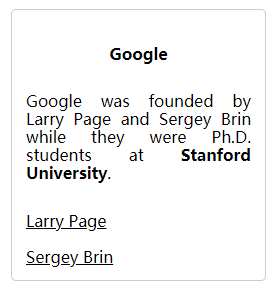 Google
Google was founded by
Larry Page and Sergey Brin
while they were Ph.D.
students at Stanford
University.
Larry Page
Sergey Brin